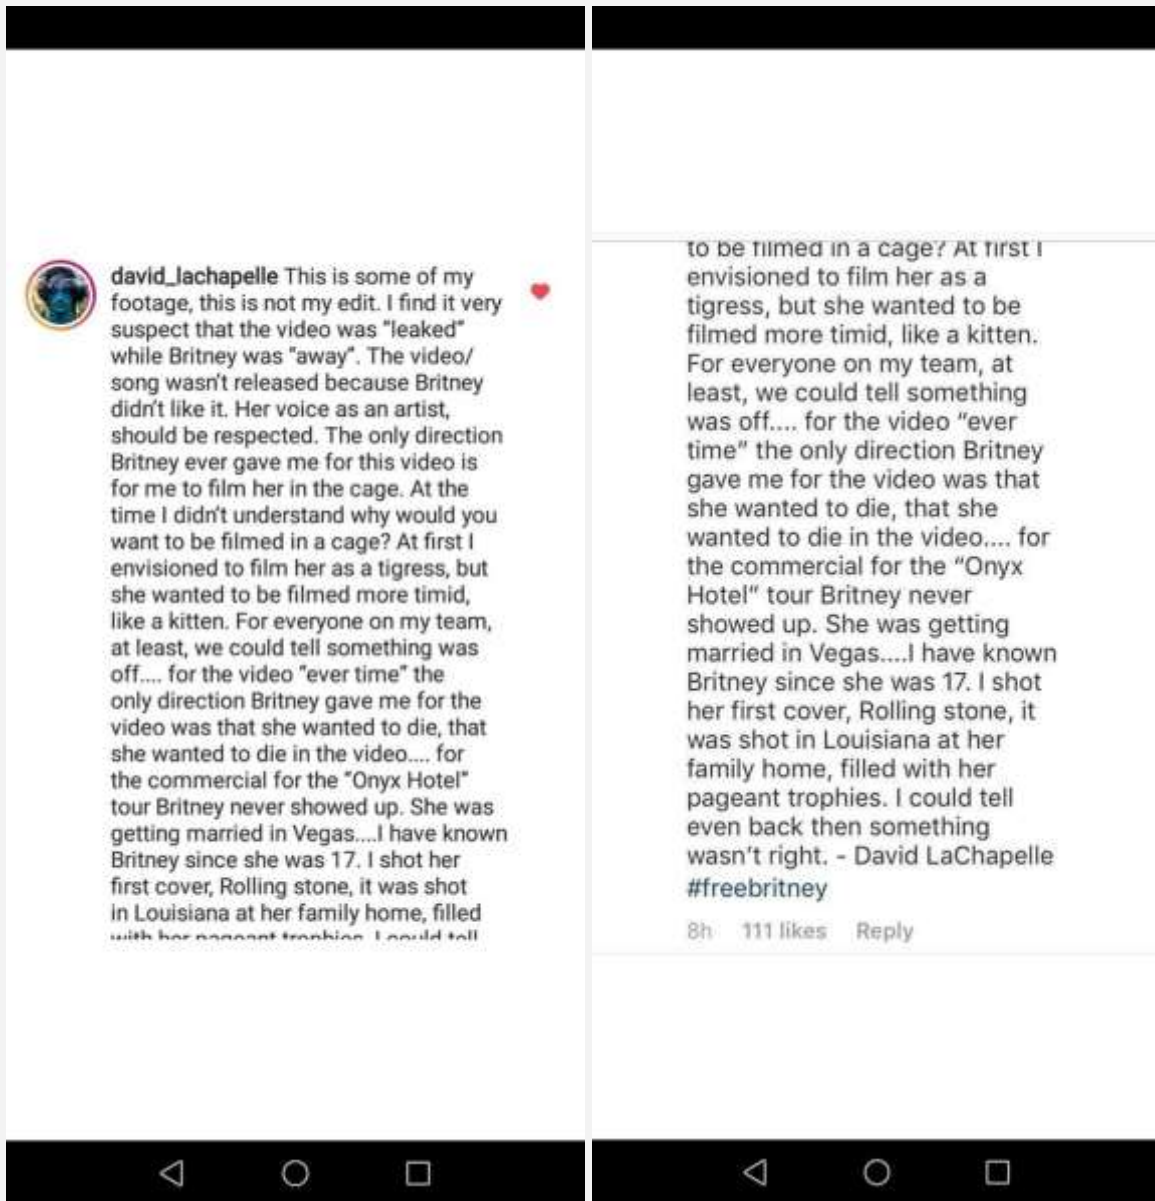 david_lachapelle This is some of my
footage, this is not my edit. I find it very
suspect that the video was "leaked"
while Britney was "away". The video/
song wasn't released because Britney
didn't like it. Her voice as an artist,
should be respected. The only direction
Britney ever gave me for this video is
for me to film her in the cage. At the
time I didn't understand why would you
want to be filmed in a cage? At first I
envisioned to film her as a tigress, but
she wanted to be filmed more timid,
like a kitten. For everyone on my team,
at least, we could tell something was
off.... for the video "ever time" the
only direction Britney gave me for the
video was that she wanted to die, that
she wanted to die in the video.... for
the commercial for the "Onyx Hotel"
tour Britney never showed up. She was
getting married in Vegas....I have known
Britney since she was 17. I shot her
first cover, Rolling stone, it was shot
in Louisiana at her family home, filled
with her pageant trophies. I could tell
to be filmed in a cage? At first I
envisioned to film her as a
tigress, but she wanted to be
filmed more timid, like a kitten.
For everyone on my team, at
least, we could tell something
was off.... for the video "ever
time" the only direction Britney
gave me for the video was that
she wanted to die, that she
wanted to die in the video.... for
the commercial for the "Onyx
Hotel" tour Britney never
showed up. She was getting
married in Vegas....I have known
Britney since she was 17. I shot
her first cover, Rolling stone, it
was shot in Louisiana at her
family home, filled with her
pageant trophies. I could tell
even back then something
wasn't right. - David LaChapelle
#freebritney
8h 111 likes Reply